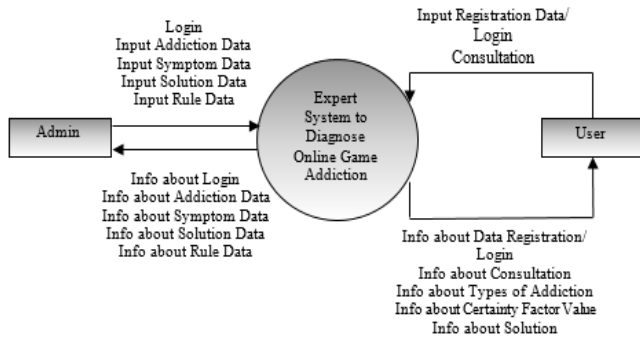 Login
Input Addiction Data
Input Symptom Data
Input Solution Data
Input Rule Data
Admin
Info about Login
Info about Addiction Data
Info about Symptom Data
Info about Solution Data
Info about Rule Data
Expert
System to
Diagnose
Online Game
Addiction
Input Registration Data/
Login
Consultation
User
Info about Data Registration/
Login
Info about Consultation
Info about Types of Addiction
Info about Certainty Factor Value
Info about Solution